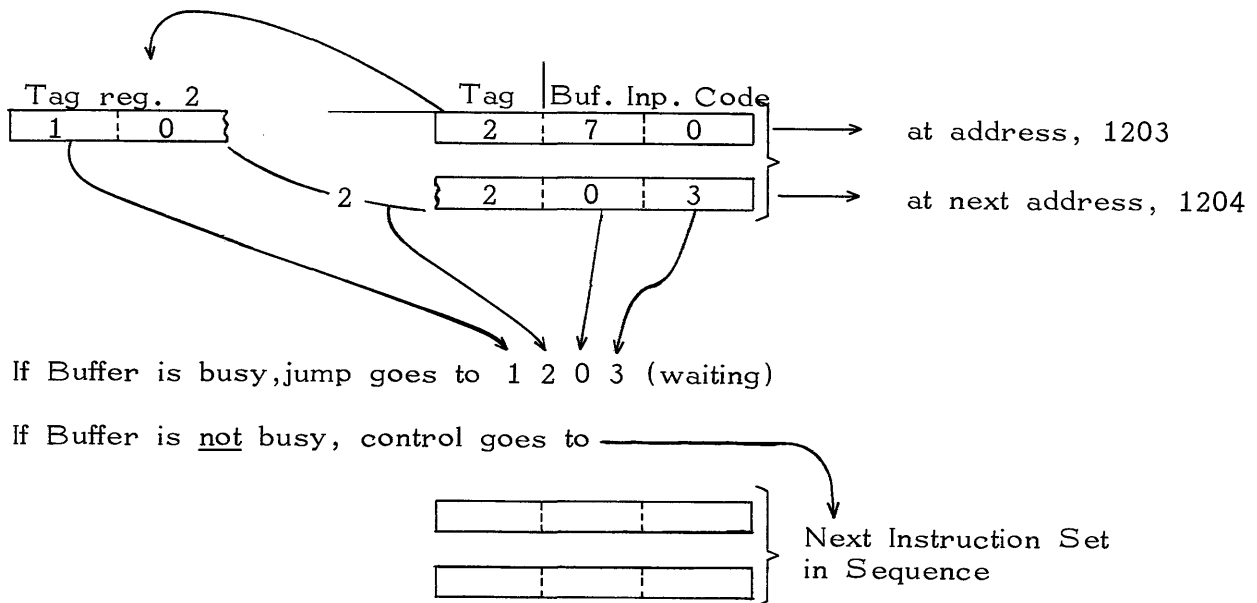 Tag reg. 2 Tag Buf. Inp. Code
1 0 2 7 0 at address, 1203
2 2 0 3 at next address, 1204
If Buffer is busy, jump goes to 1 2 0 3 (waiting)
If Buffer is not busy, control goes to
Next Instruction Set
in Sequence